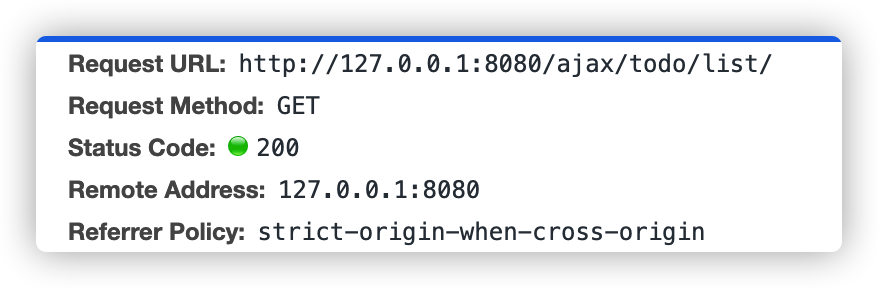 Request URL: http://127.0.0.1:8080/ajax/todo/list/
Request Method: GET
Status Code: 200
Remote Address: 127.0.0.1:8080
Referrer Policy: strict-origin-when-cross-origin